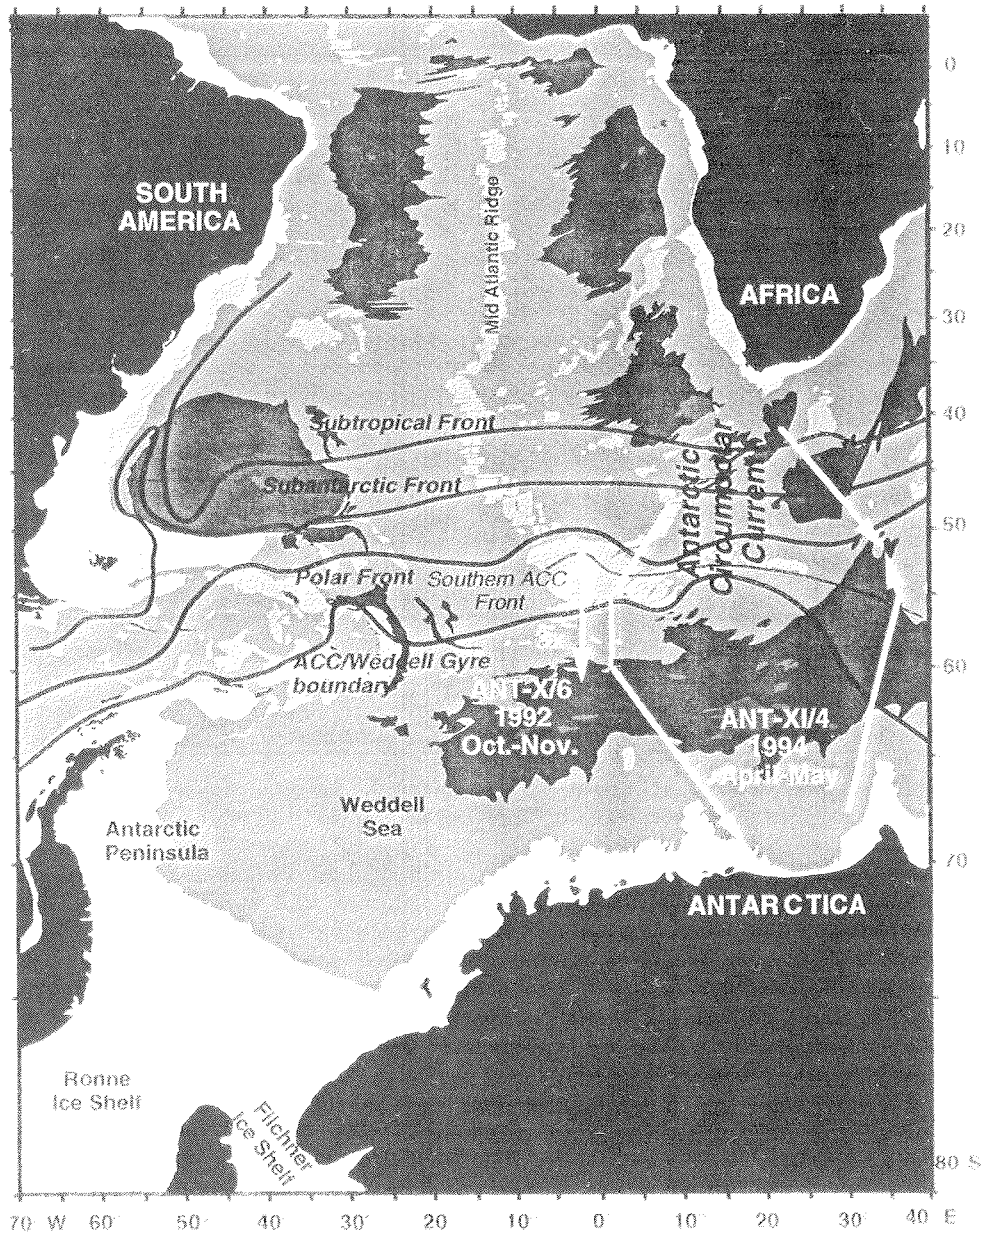 0
10
SOUTH
AMERICA
Mid Atlantic Ridge
20
AFRICA
30
40
Subtropical Front
Subantarctic Front
Antarctic
Circumpolar
Current
50
Polar Front
Southern ACC
Front
ACC/Weddell Gyre
boundary
60
ANT-X/6
1992
Oct.-Nov.
ANT-XI/4
1994
April-May
Weddell
Sea
Antarctic
Peninsula
70
ANTARCTICA
Ronne
Ice Shelf
Filchner
Ice Shelf
80 S
70 W 60 50 40 30 20 10 0 10 20 30 40 E